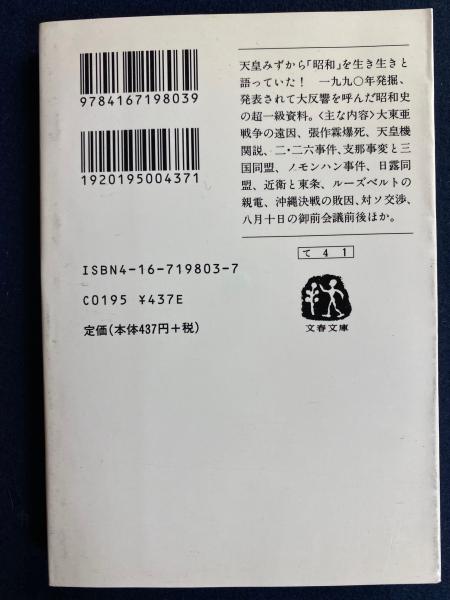 9784167198039
1920195004371
ISBN4-16-719803-7
C0195 ¥437E
定価(本体437円+税)
天皇みずから「昭和」を生き生きと
語っていた! 一九九〇年発掘、
発表されて大反響を呼んだ昭和史
の超一級資料。〈主な内容〉大東亜
戦争の遠因、張作霖爆死、天皇機
関説、二・二六事件、支那事変と三
国同盟、ノモンハン事件、日露同
盟、近衛と東条、ルーズベルトの
親電、沖縄決戦の敗因、対ソ交渉、
八月十日の御前会議前後ほか。
て 4 1
文春文庫